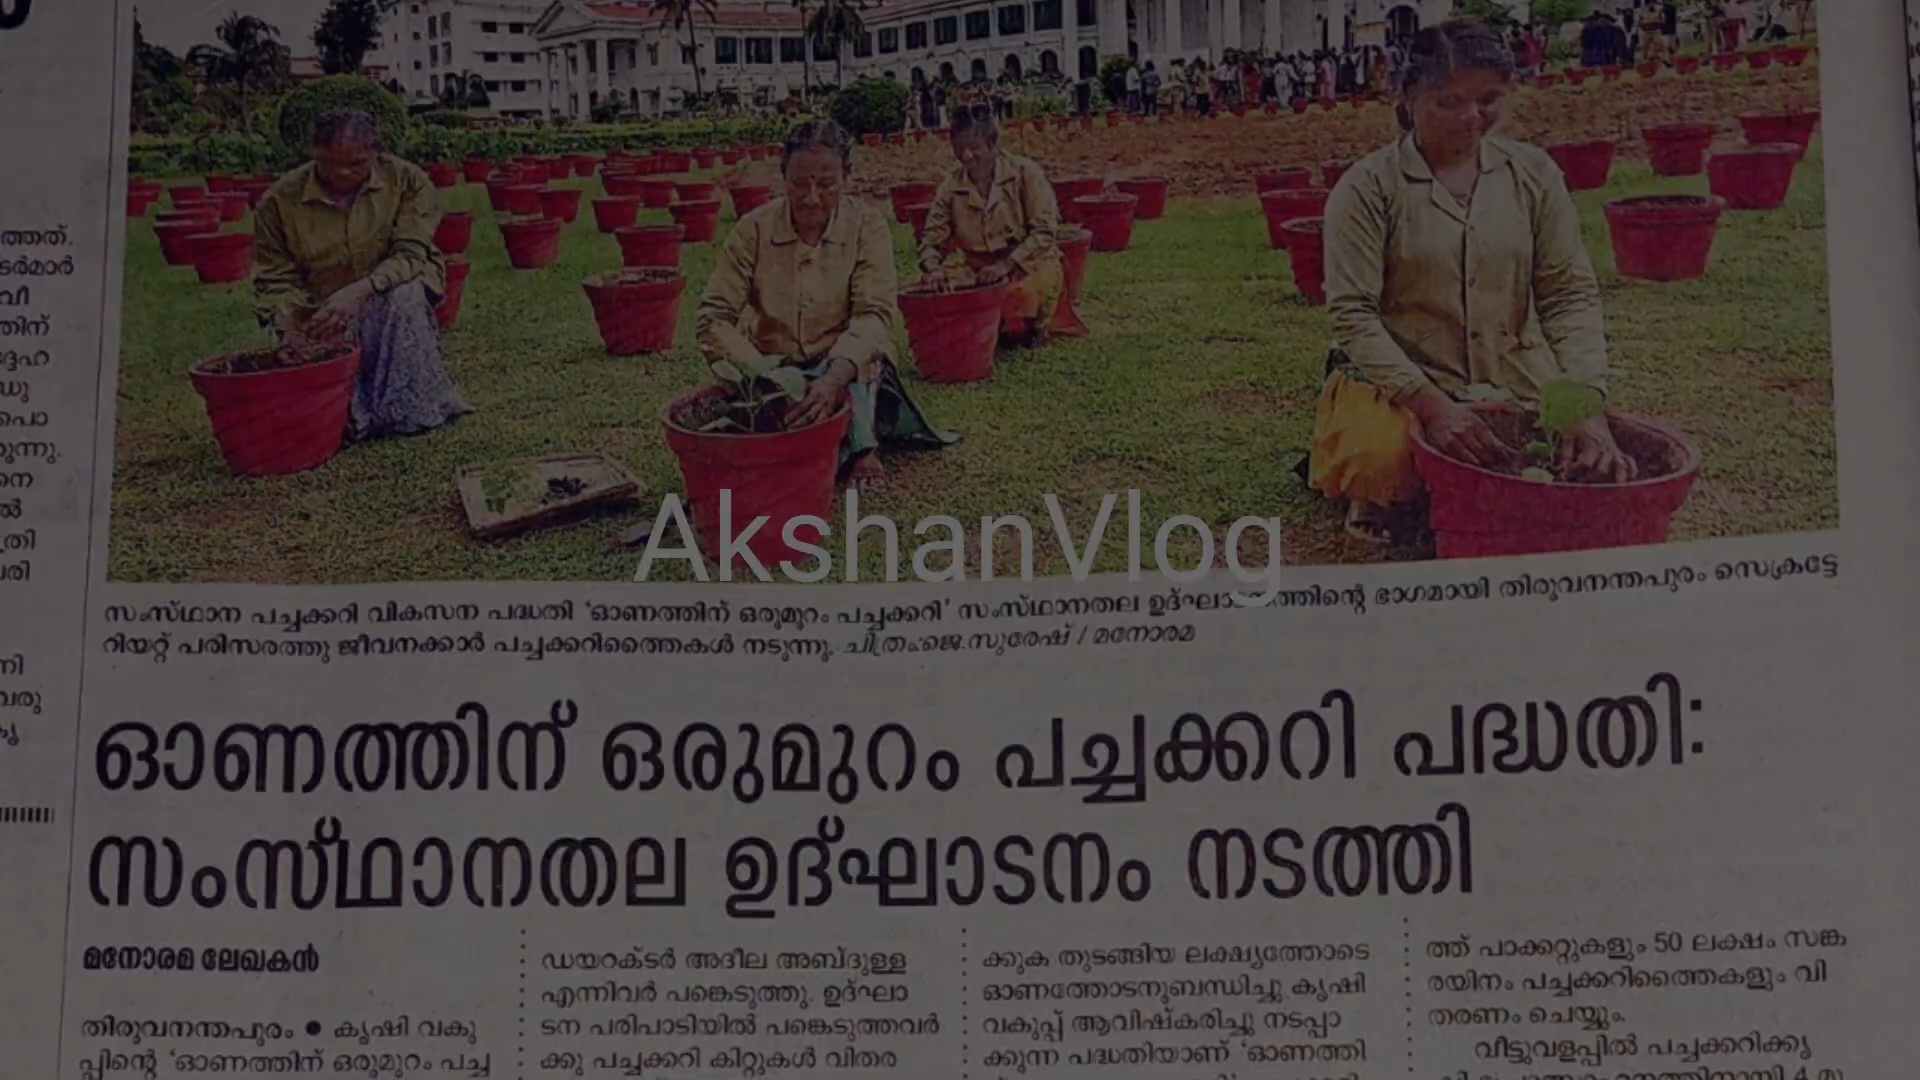 ത്തത്.
ടർമാർ
വീ
തിന്
ദ്ദേഹ
ഡു
പൊ
രുന്നു.
നെ
ൽ
ത്രി
രി
നി
വരു
AkshanVlog
സംസ്ഥാന പച്ചക്കറി വികസന പദ്ധതി 'ഓണത്തിന് ഒരുമുറം പച്ചക്കറി' സംസ്ഥാനതല ഉദ്ഘാടനത്തിന്റെ ഭാഗമായി തിരുവനന്തപുരം സെക്രട്ടേ
റിയറ്റ് പരിസരത്തു ജീവനക്കാർ പച്ചക്കറിത്തൈകൾ നടുന്നു. ചിത്രം:ജെ.സുരേഷ് / മനോരമ
ഓണത്തിന് ഒരുമുറം പച്ചക്കറി പദ്ധതി:
സംസ്ഥാനതല ഉദ്ഘാടനം നടത്തി
മനോരമ ലേഖകൻ
തിരുവനന്തപുരം ● കൃഷി വകു
പ്പിന്റെ 'ഓണത്തിന് ഒരുമുറം പച്ച
ഡയറക്ടർ അദീല അബ്ദുള്ള
എന്നിവർ പങ്കെടുത്തു. ഉദ്ഘാ
ടന പരിപാടിയിൽ പങ്കെടുത്തവർ
ക്കു പച്ചക്കറി കിറ്റുകൾ വിതര
ക്കുക തുടങ്ങിയ ലക്ഷ്യത്തോടെ
ഓണത്തോടനുബന്ധിച്ചു കൃഷി
വകുപ്പ് ആവിഷ്കരിച്ചു നടപ്പാ
ക്കുന്ന പദ്ധതിയാണ് 'ഓണത്തി
ത്ത് പാക്കറ്റുകളും 50 ലക്ഷം സങ്ക
രയിനം പച്ചക്കറിത്തൈകളും വി
തരണം ചെയ്യും.
വീട്ടുവളപ്പിൽ പച്ചക്കറിക്കൃ